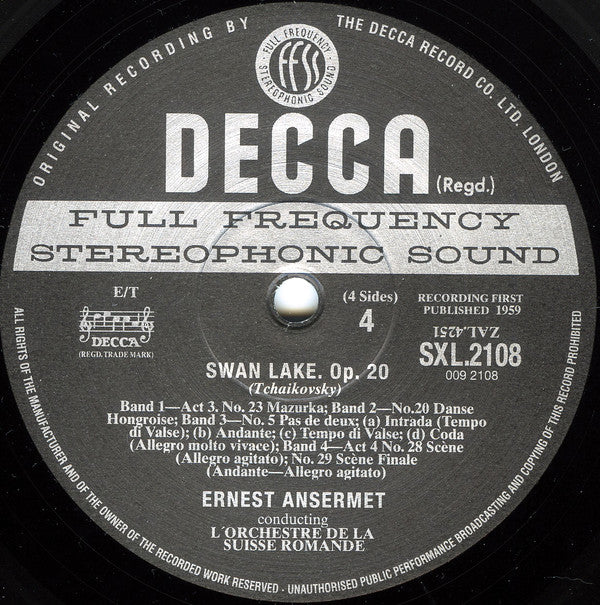 ORIGINAL RECORDING BY THE DECCA RECORD CO. LTD. LONDON
FULL FREQUENCY
ffss
STEREOPHONIC SOUND
DECCA (Regd.)
FULL FREQUENCY
STEREOPHONIC SOUND
E/T
DECCA
(REGD. TRADE MARK)
(4 Sides)
4
RECORDING FIRST
PUBLISHED 1959
ZAL.4251
SXL.2108
009 2108
SWAN LAKE. Op. 20
(Tchaikovsky)
Band 1—Act 3. No. 23 Mazurka; Band 2—No.20 Danse
Hongroise; Band 3—No. 5 Pas de deux; (a) Intrada (Tempo
di Valse); (b) Andante; (c) Tempo di Valse; (d) Coda
(Allegro molto vivace); Band 4—Act 4 No. 28 Scène
(Allegro agitato); No. 29 Scène Finale
(Andante—Allegro agitato)
ERNEST ANSERMET
conducting
L'ORCHESTRE DE LA
SUISSE ROMANDE
ALL RIGHTS OF THE MANUFACTURER AND OF THE OWNER OF THE RECORDED WORK RESERVED - UNAUTHORISED PUBLIC PERFORMANCE BROADCASTING AND COPYING OF THIS RECORD PROHIBITED